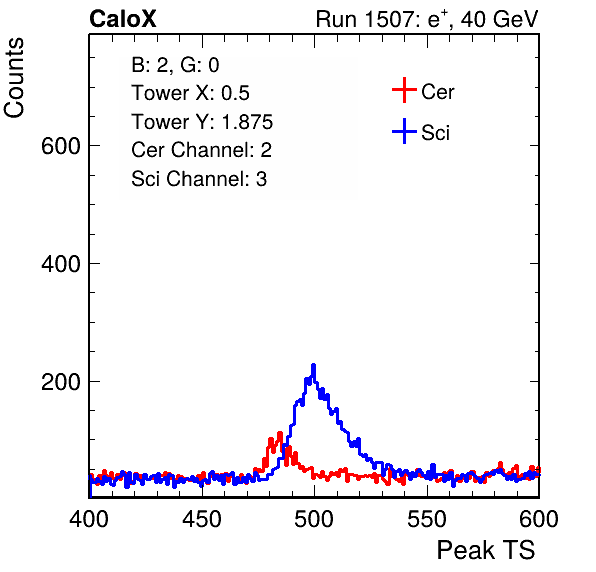 CaloX Run 1507: e+, 40 GeV
Counts
B: 2, G: 0
Tower X: 0.5
Tower Y: 1.875
Cer Channel: 2
Sci Channel: 3
Cer
Sci
600
400
200
400 450 500 550 600
Peak TS